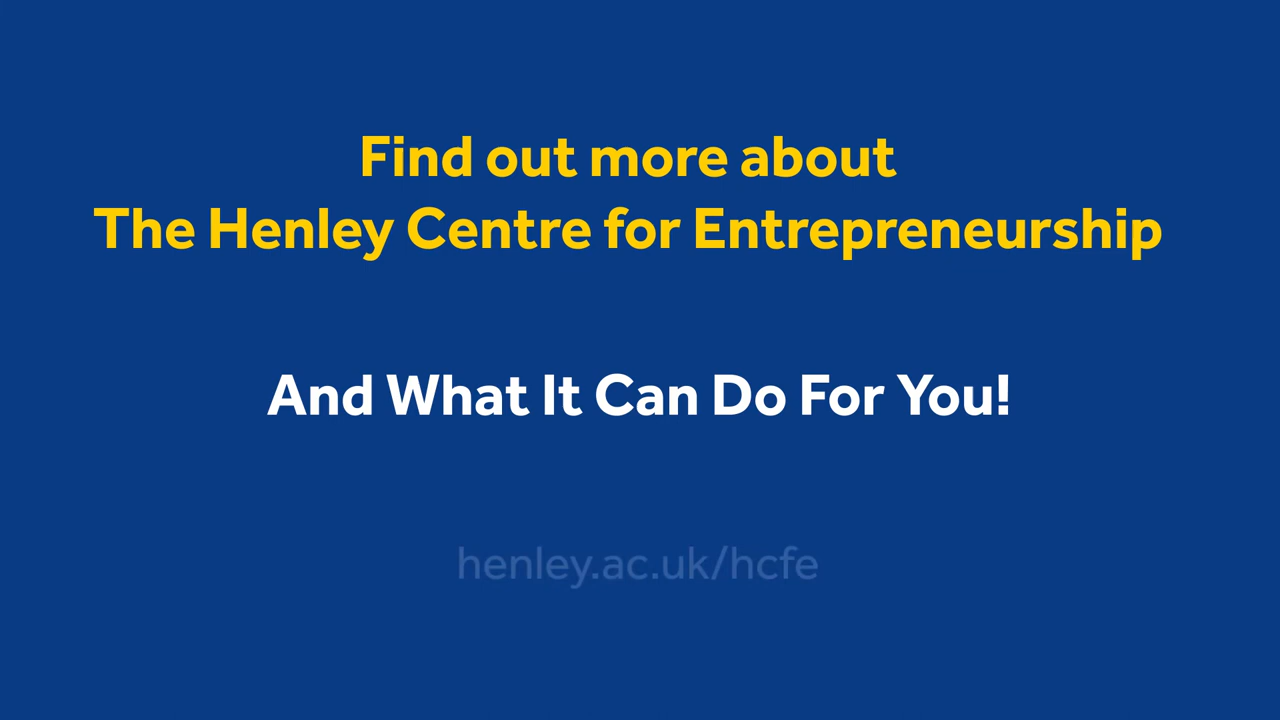 Find out more about
The Henley Centre for Entrepreneurship
And What It Can Do For You!
henley.ac.uk/hcfe